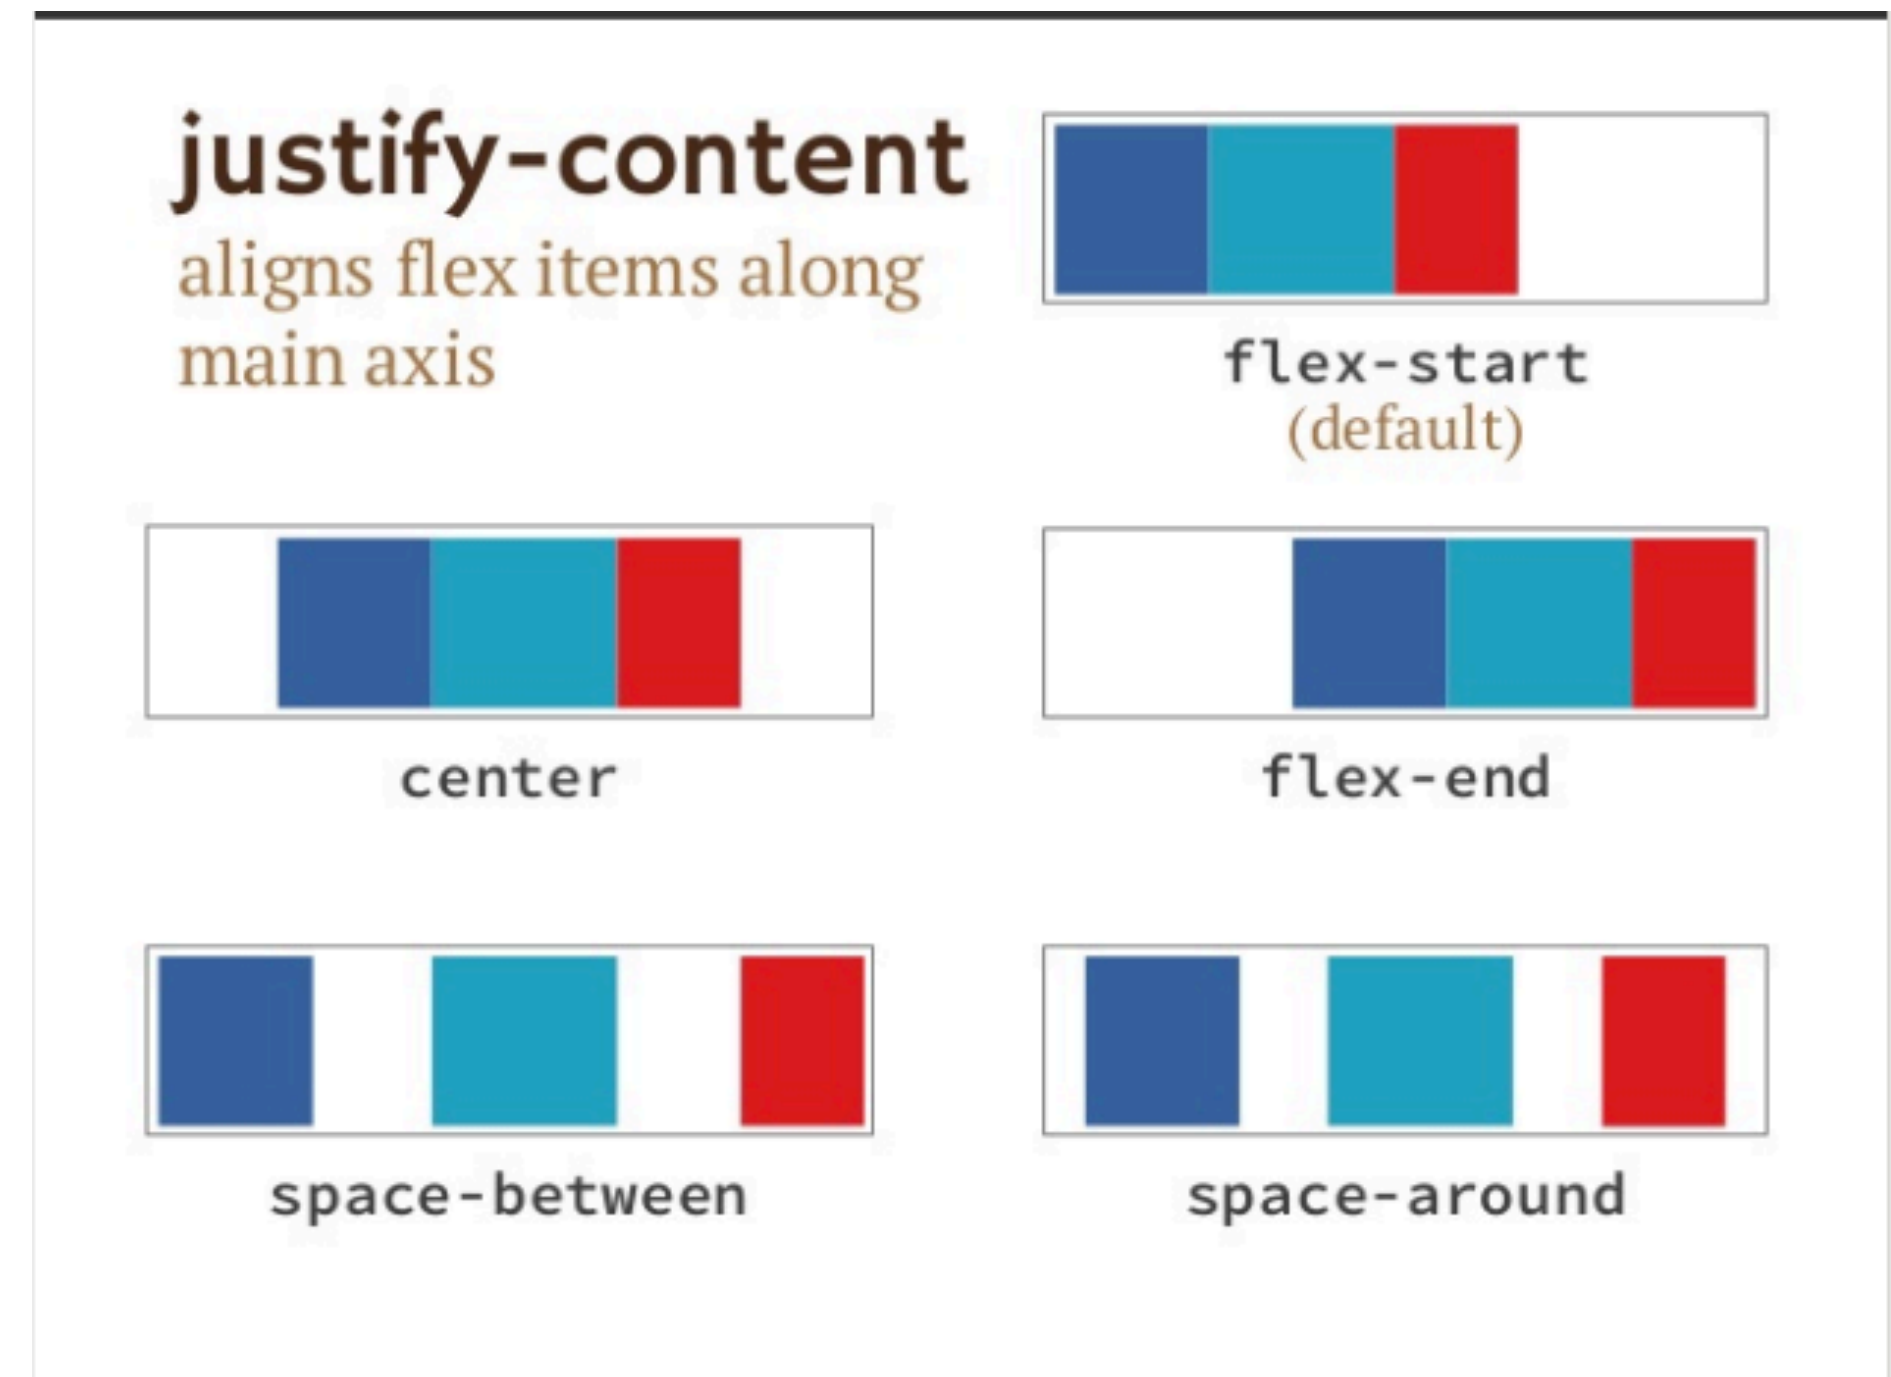 justify-content
aligns flex items along
main axis
flex-start
(default)
center
flex-end
space-between
space-around